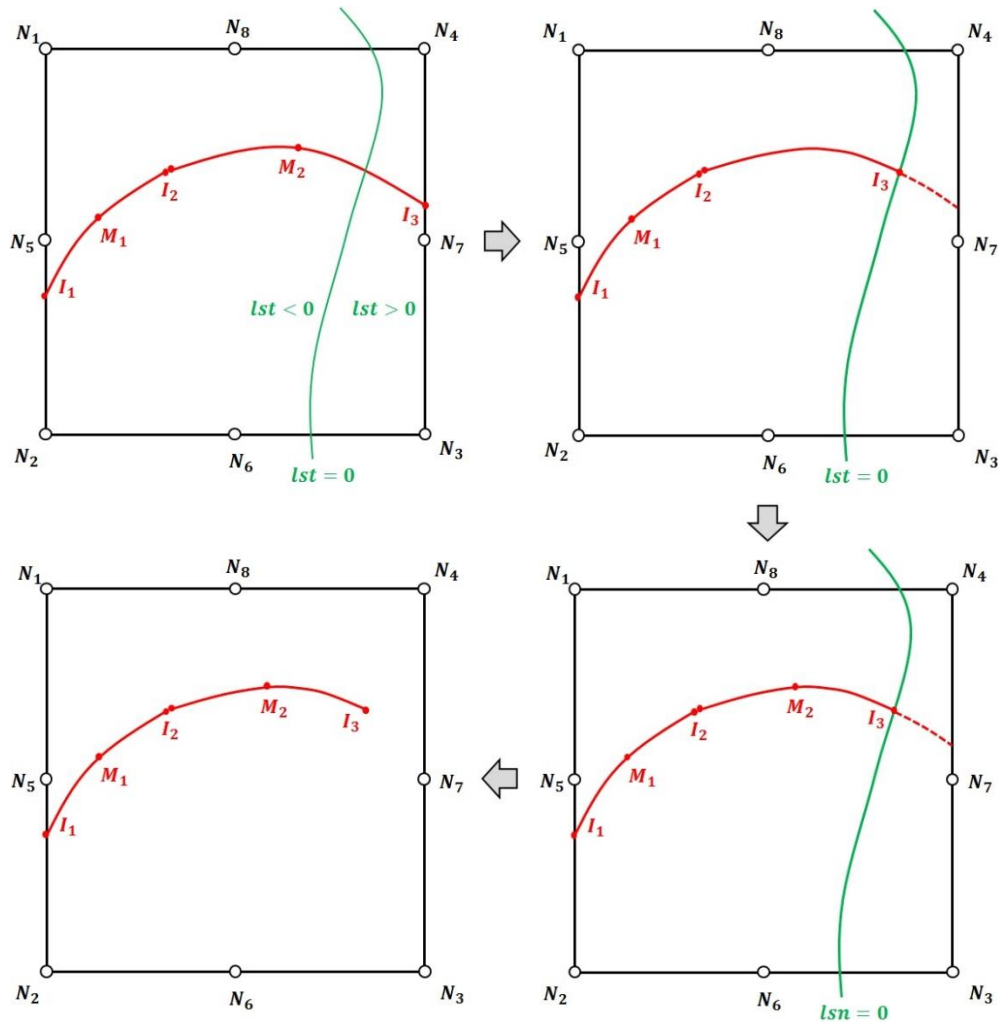 N₁ N₈ N₄
M₂
I₂
M₁ I₃
N₅ N₇
I₁
lst < 0 lst > 0
N₂ N₆ N₃
lst = 0
N₁ N₈ N₄
I₂ I₃
M₁
N₅ N₇
I₁
N₂ N₆ N₃
lst = 0
N₁ N₈ N₄
M₂
I₂ I₃
M₁
N₅ N₇
I₁
N₂ N₆ N₃
N₁ N₈ N₄
M₂
I₂ I₃
M₁
N₅ N₇
I₁
N₂ N₆ N₃
lsn = 0